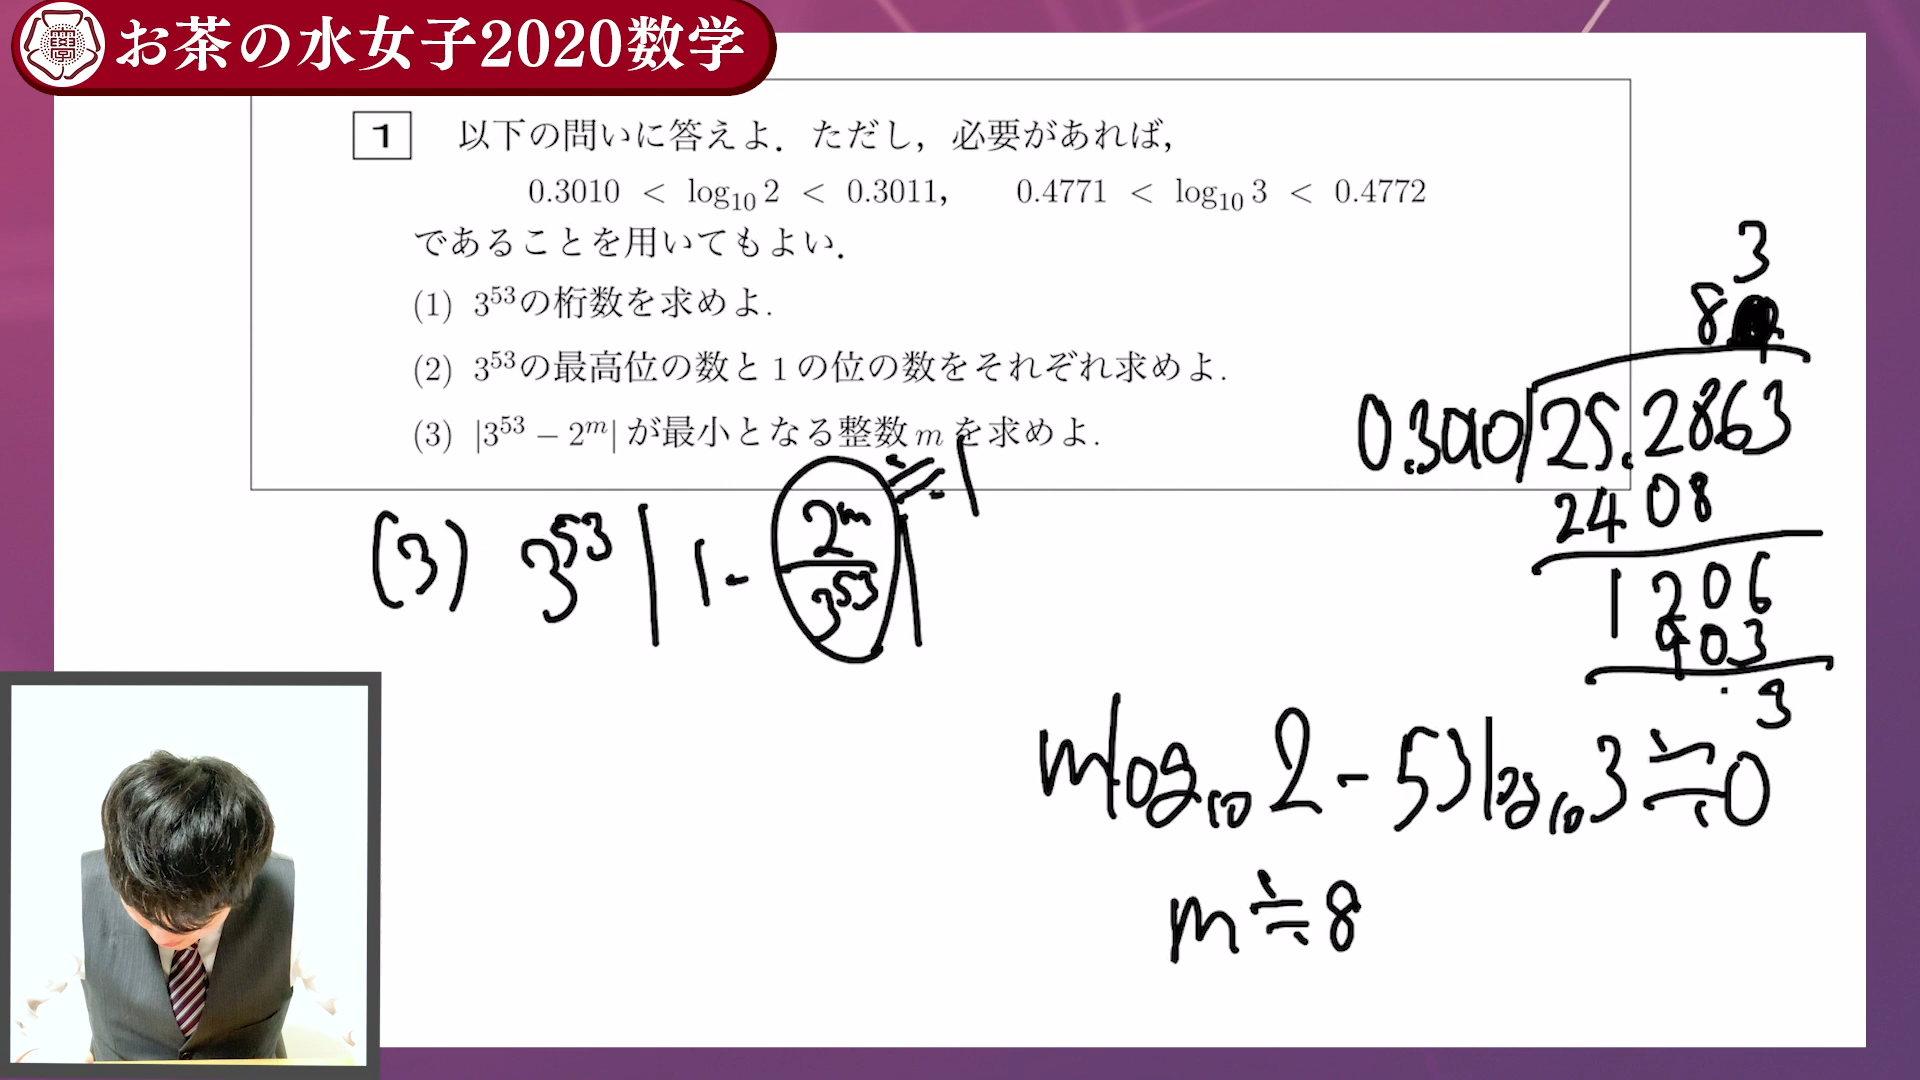 お茶の水女子2020数学
1 以下の問いに答えよ．ただし，必要があれば，
0.3010 < log₁₀ 2 < 0.3011, 0.4771 < log₁₀ 3 < 0.4772
であることを用いてもよい．
(1) 3⁵³の桁数を求めよ．
(2) 3⁵³の最高位の数と1の位の数をそれぞれ求めよ．
(3) |3⁵³ − 2ᵐ| が最小となる整数 m を求めよ．
(3) 3⁵³ | 1 - 2ᵐ/3⁵³ | ≒1
3
8
0.3010 25.2863
24 08
1 206
903
3
m log₁₀ 2 - 53 log₁₀ 3 ≒ 0
m ≒ 8